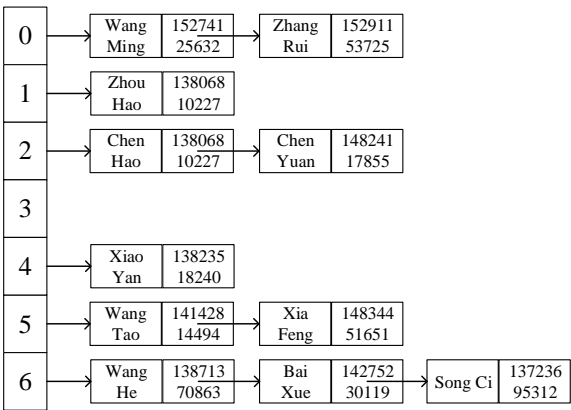 0
Wang 152741 Zhang 152911
Ming 25632 Rui 53725
1
Zhou 138068
Hao 10227
2
Chen 138068 Chen 148241
Hao 10227 Yuan 17855
3
4
Xiao 138235
Yan 18240
5
Wang 141428 Xia 148344
Tao 14494 Feng 51651
6
Wang 138713 Bai 142752 Song Ci 137236
He 70863 Xue 30119 95312